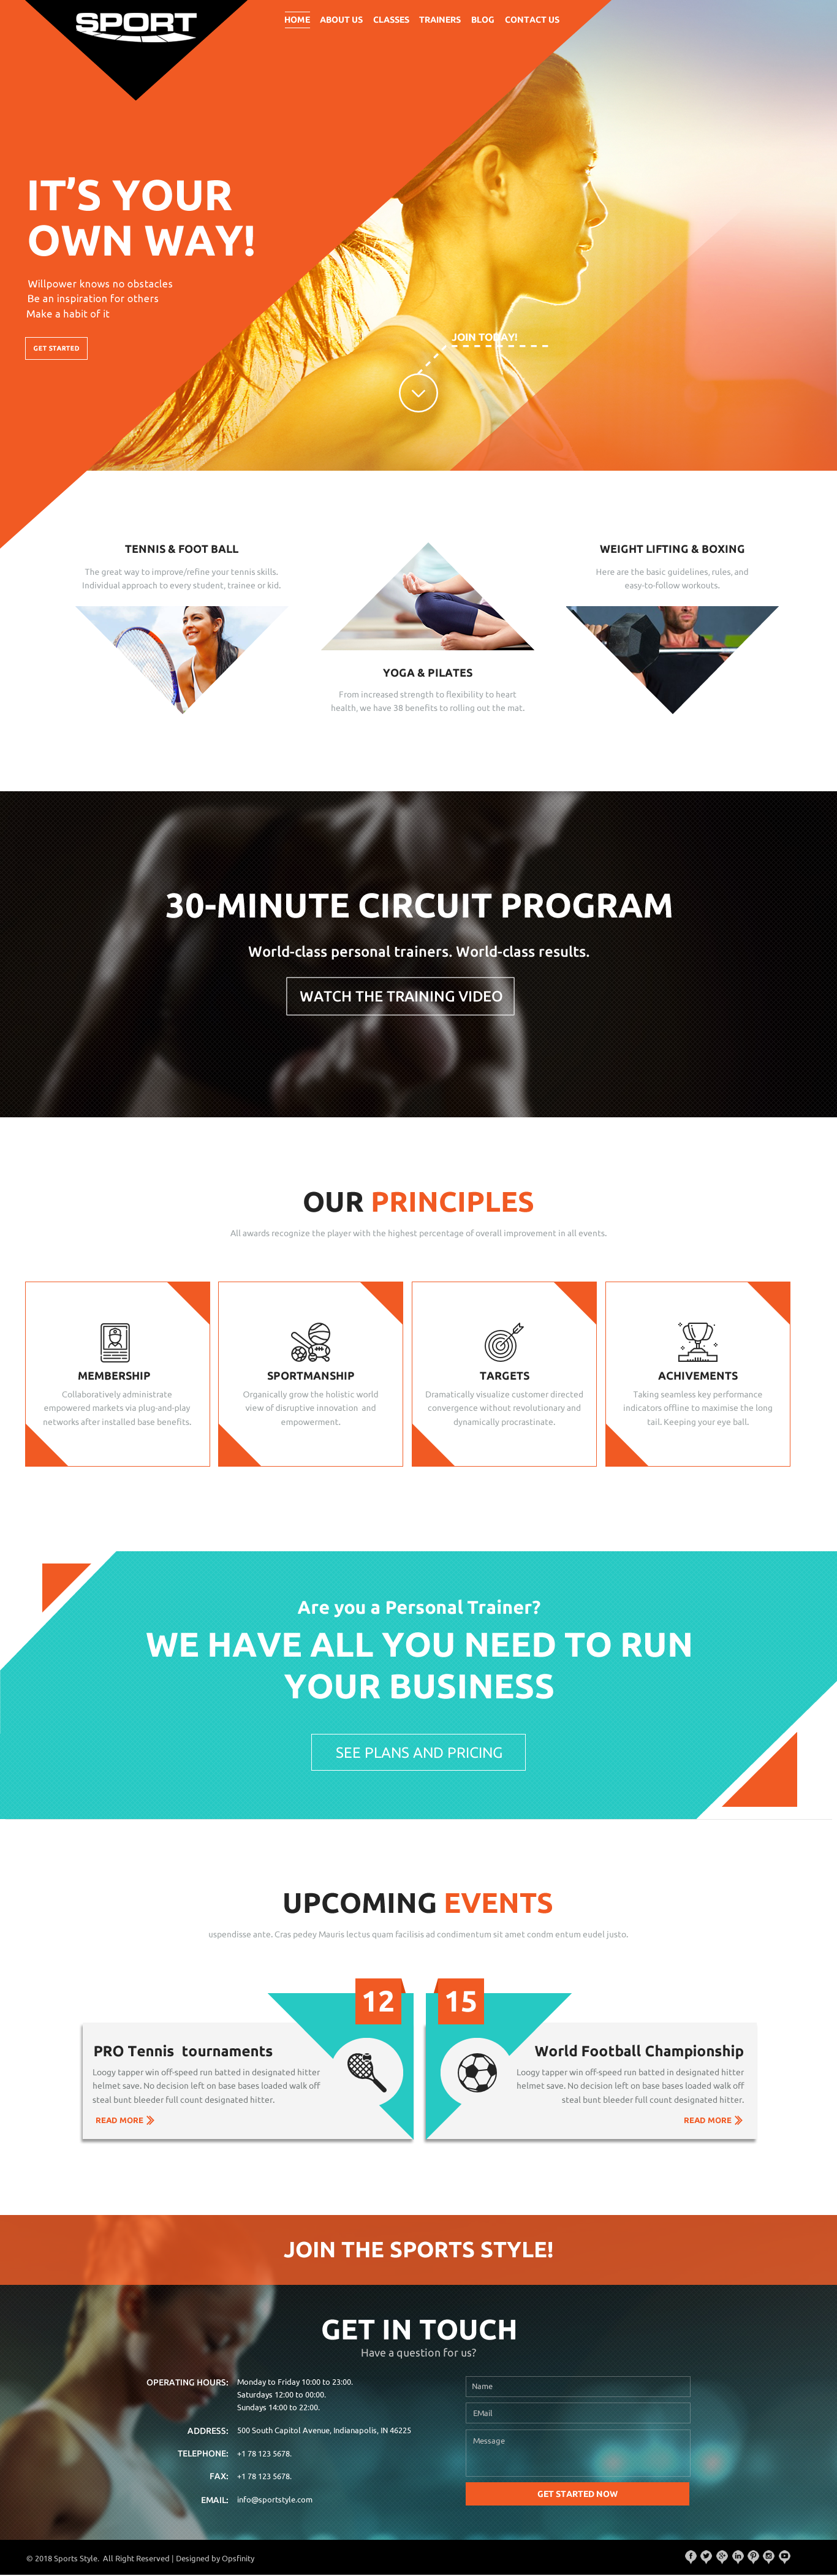 SPORT
HOME ABOUT US CLASSES TRAINERS BLOG CONTACT US
IT'S YOUR
OWN WAY!
Willpower knows no obstacles
Be an inspiration for others
Make a habit of it
GET STARTED
JOIN TODAY!
TENNIS & FOOT BALL
The great way to improve/refine your tennis skills.
Individual approach to every student, trainee or kid.
YOGA & PILATES
From increased strength to flexibility to heart
health, we have 38 benefits to rolling out the mat.
WEIGHT LIFTING & BOXING
Here are the basic guidelines, rules, and
easy-to-follow workouts.
30-MINUTE CIRCUIT PROGRAM
World-class personal trainers. World-class results.
WATCH THE TRAINING VIDEO
OUR PRINCIPLES
All awards recognize the player with the highest percentage of overall improvement in all events.
MEMBERSHIP
Collaboratively administrate
empowered markets via plug-and-play
networks after installed base benefits.
SPORTMANSHIP
Organically grow the holistic world
view of disruptive innovation and
empowerment.
TARGETS
Dramatically visualize customer directed
convergence without revolutionary and
dynamically procrastinate.
ACHIVEMENTS
Taking seamless key performance
indicators offline to maximise the long
tail. Keeping your eye ball.
Are you a Personal Trainer?
WE HAVE ALL YOU NEED TO RUN
YOUR BUSINESS
SEE PLANS AND PRICING
UPCOMING EVENTS
uspendisse ante. Cras pedey Mauris lectus quam facilisis ad condimentum sit amet condm entum eudel justo.
12
PRO Tennis tournaments
Loogy tapper win off-speed run batted in designated hitter
helmet save. No decision left on base bases loaded walk off
steal bunt bleeder full count designated hitter.
READ MORE
15
World Football Championship
Loogy tapper win off-speed run batted in designated hitter
helmet save. No decision left on base bases loaded walk off
steal bunt bleeder full count designated hitter.
READ MORE
JOIN THE SPORTS STYLE!
GET IN TOUCH
Have a question for us?
OPERATING HOURS: Monday to Friday 10:00 to 23:00.
Saturdays 12:00 to 00:00.
Sundays 14:00 to 22:00.
ADDRESS: 500 South Capitol Avenue, Indianapolis, IN 46225
TELEPHONE: +1 78 123 5678.
FAX: +1 78 123 5678.
EMAIL: info@sportstyle.com
Name
EMail
Message
GET STARTED NOW
© 2018 Sports Style. All Right Reserved | Designed by Opsfinity